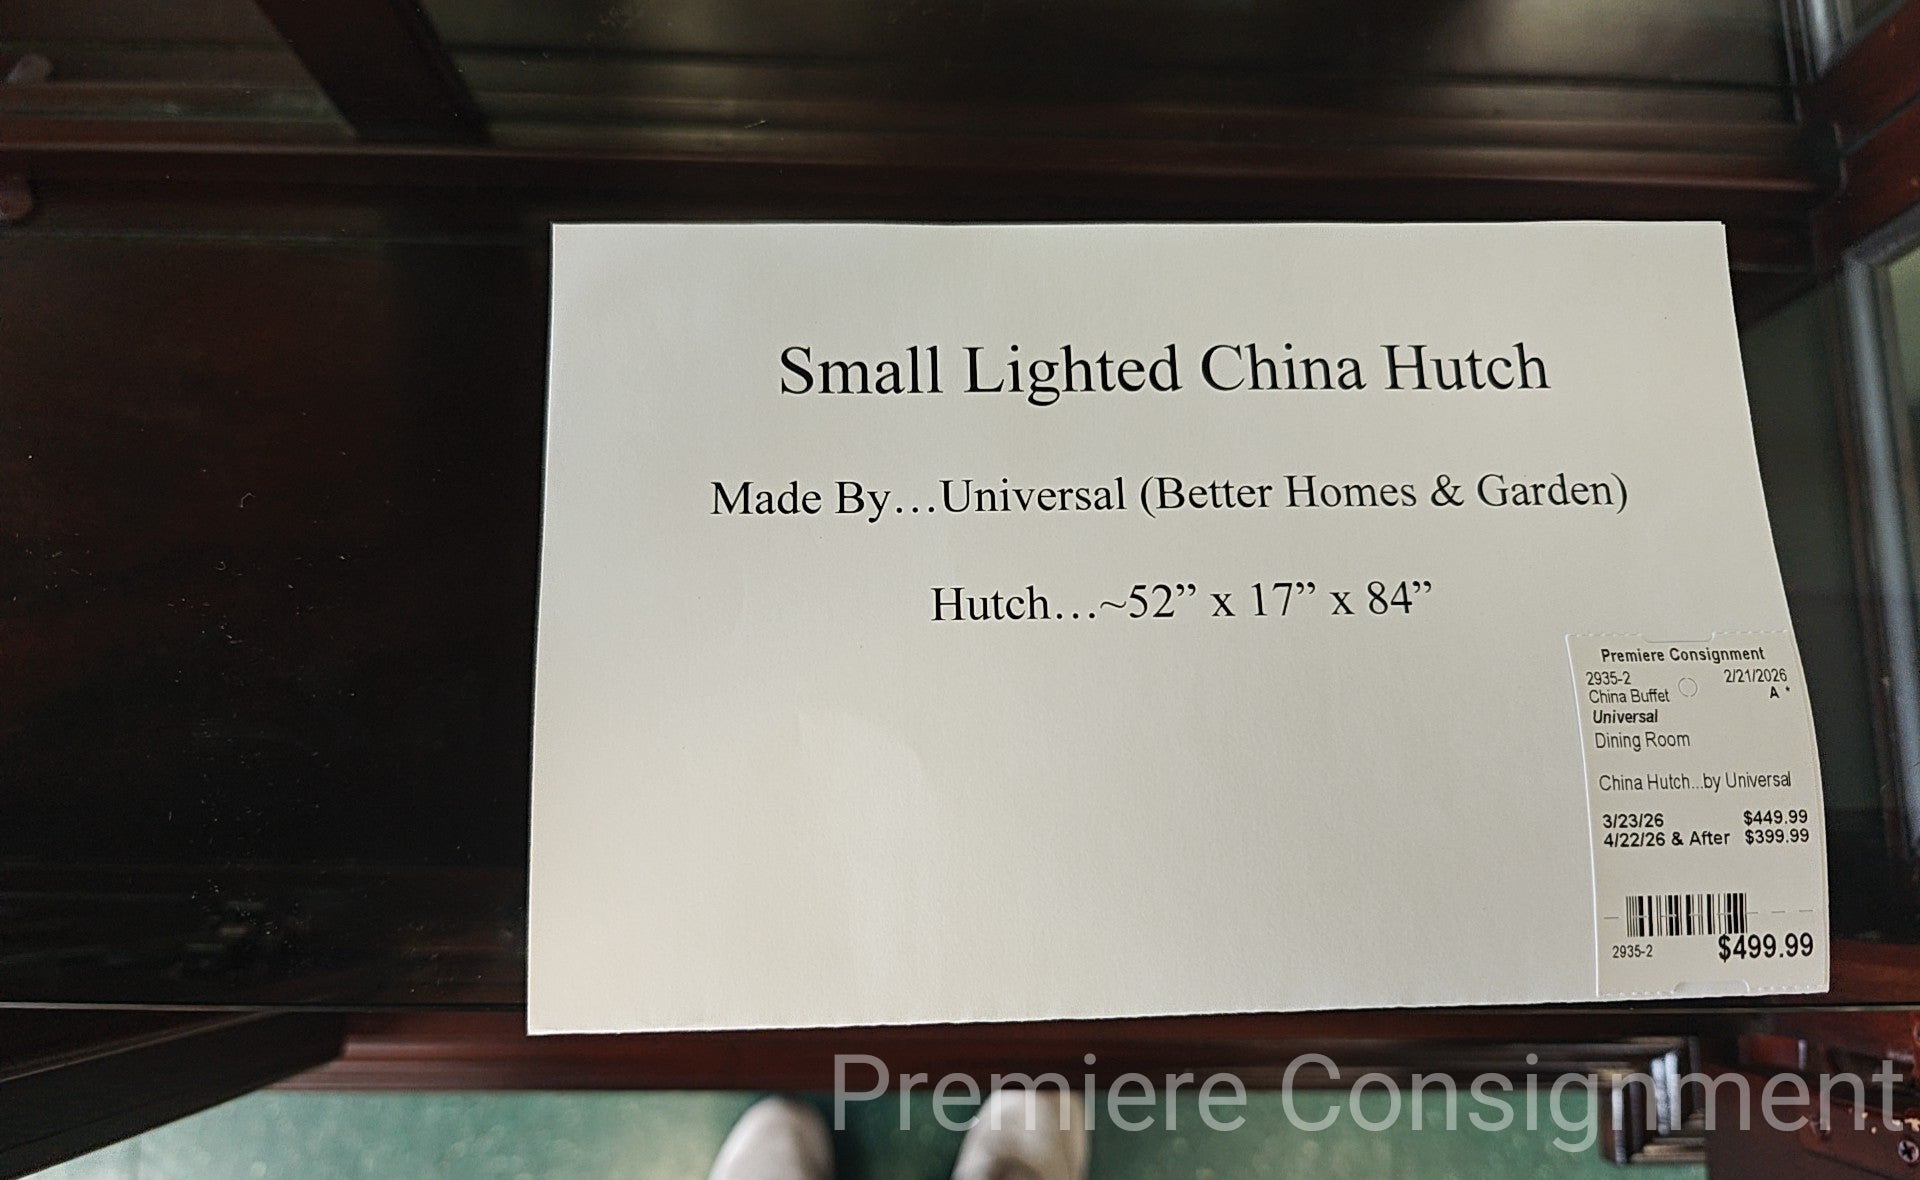 Small Lighted China Hutch
Made By…Universal (Better Homes & Garden)
Hutch…~52” x 17” x 84”
Premiere Consignment
2935-2 2/21/2026
China Buffet A *
Universal
Dining Room
China Hutch...by Universal
3/23/26 $449.99
4/22/26 & After $399.99
2935-2 $499.99
Premiere Consignment